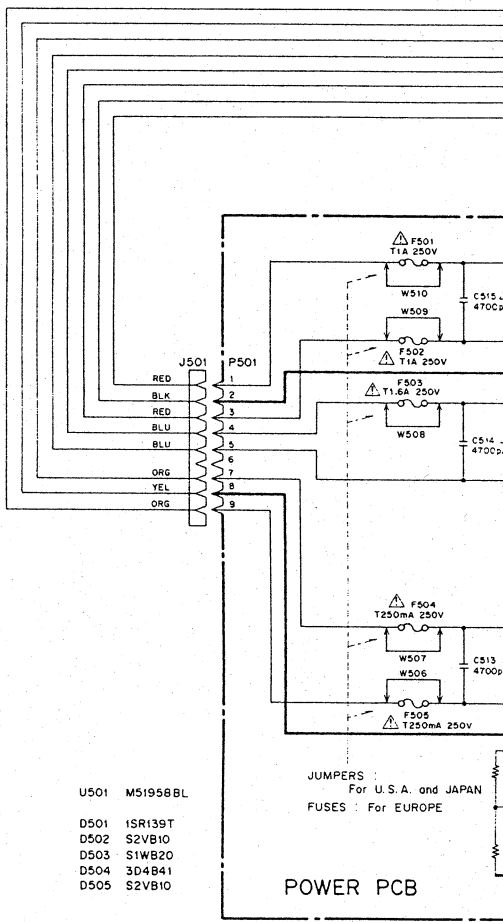 ⚠ F501
T1A 250V
W510
W509
C515
4700p
F502
⚠ T1A 250V
J501 P501
RED 1
BLK 2
RED 3
BLU 4
BLU 5
6
ORG 7
YEL 8
ORG 9
F503
⚠ T1.6A 250V
W508
C514
4700p
⚠ F504
T250mA 250V
W507
W506
C513
4700p
F505
⚠ T250mA 250V
JUMPERS :
For U.S.A. and JAPAN
FUSES : For EUROPE
U501 M51958BL
D501 1SR139T
D502 S2VB10
D503 S1WB20
D504 3D4B41
D505 S2VB10
POWER PCB